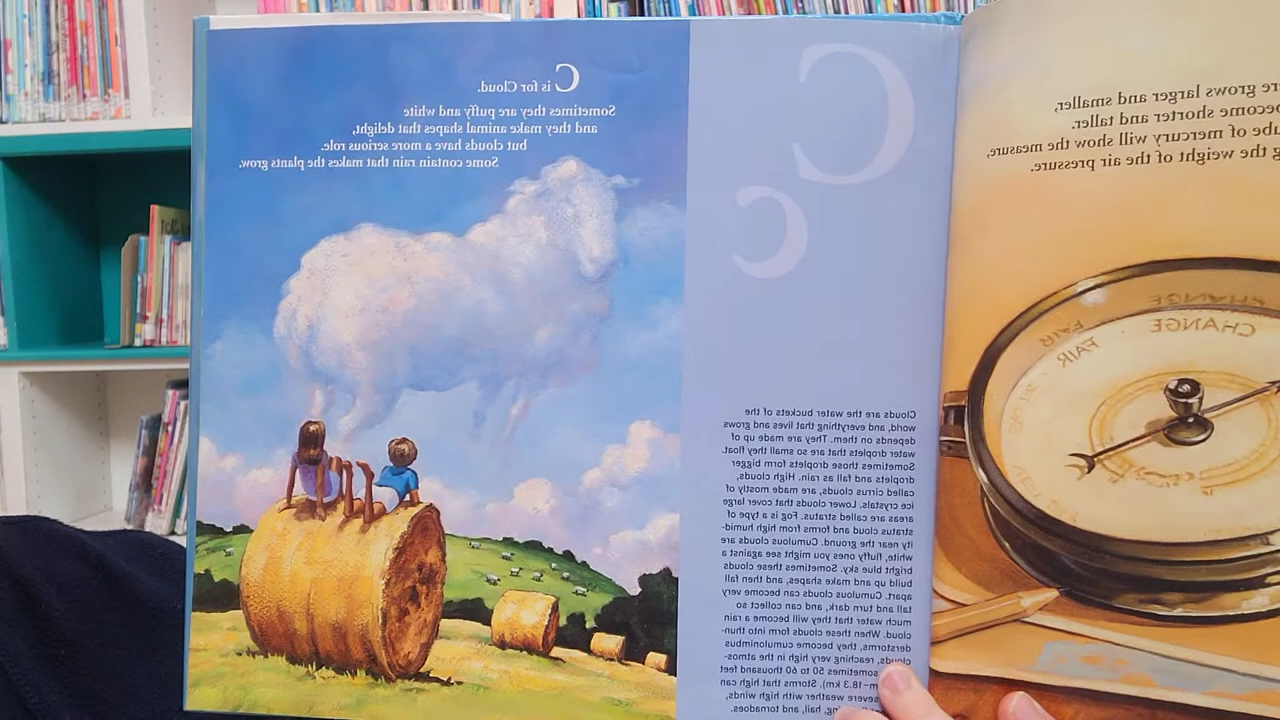 C is for Cloud.
Sometimes they are puffy and white
and they make animal shapes that delight,
but clouds have a more serious role.
Some contain rain that makes the plants grow.
C
c
Clouds are the water buckets of the
world, and everything that lives and grows
depends on them. They are made up of
water droplets that are so small they float.
Sometimes those droplets form bigger
droplets and fall as rain. High clouds,
called cirrus clouds, are made mostly of
ice crystals. Lower clouds that cover large
areas are called stratus. Fog is a type of
stratus cloud and forms from high humid-
ity near the ground. Cumulous clouds are
white, fluffy ones you might see against a
bright blue sky. Sometimes these clouds
build up and make shapes, and then fall
apart. Cumulous clouds can become very
tall and turn dark, and can collect so
much water that they will become a rain
cloud. When these clouds form into thun-
derstorms, they become cumulonimbus
clouds, reaching very high in the atmos-
sometimes 50 to 60 thousand feet
18.3 km). Storms that high can
severe weather with high winds,
hail, and tornadoes.
grows larger and smaller,
become shorter and taller.
of mercury will show the measure,
the weight of the air pressure.
CHANGE
FAIR